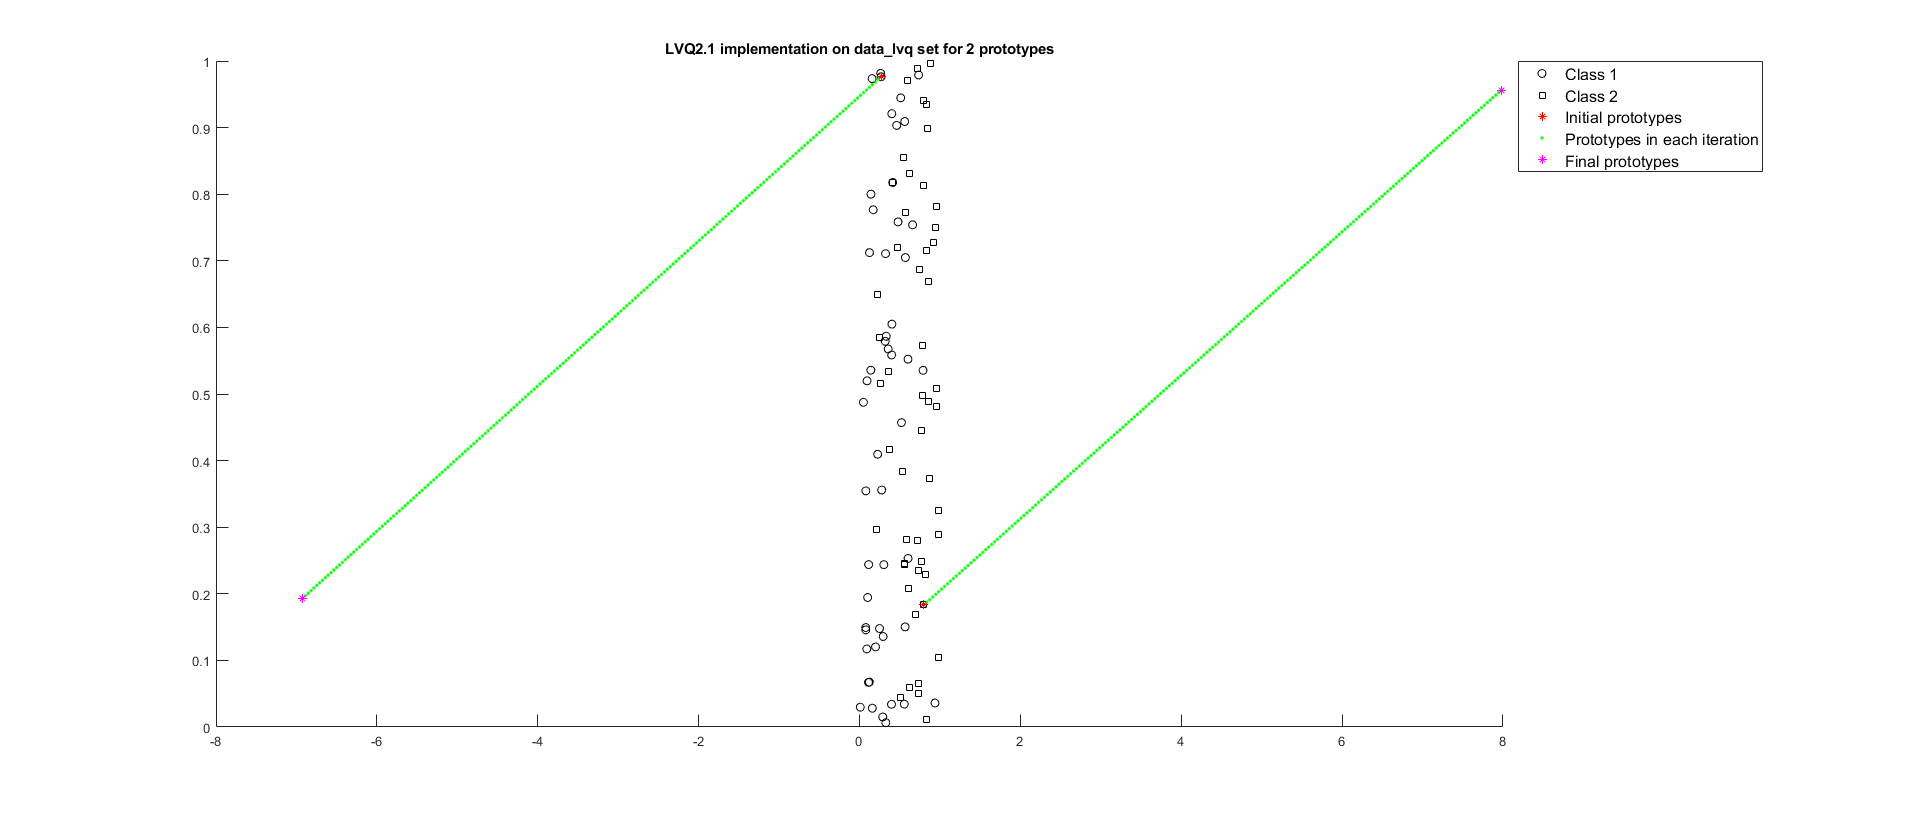 LVQ2.1 implementation on data_lvq set for 2 prototypes
1
0.9
0.8
0.7
0.6
0.5
0.4
0.3
0.2
0.1
0
-8 -6 -4 -2 0 2 4 6 8
Class 1
Class 2
Initial prototypes
Prototypes in each iteration
Final prototypes